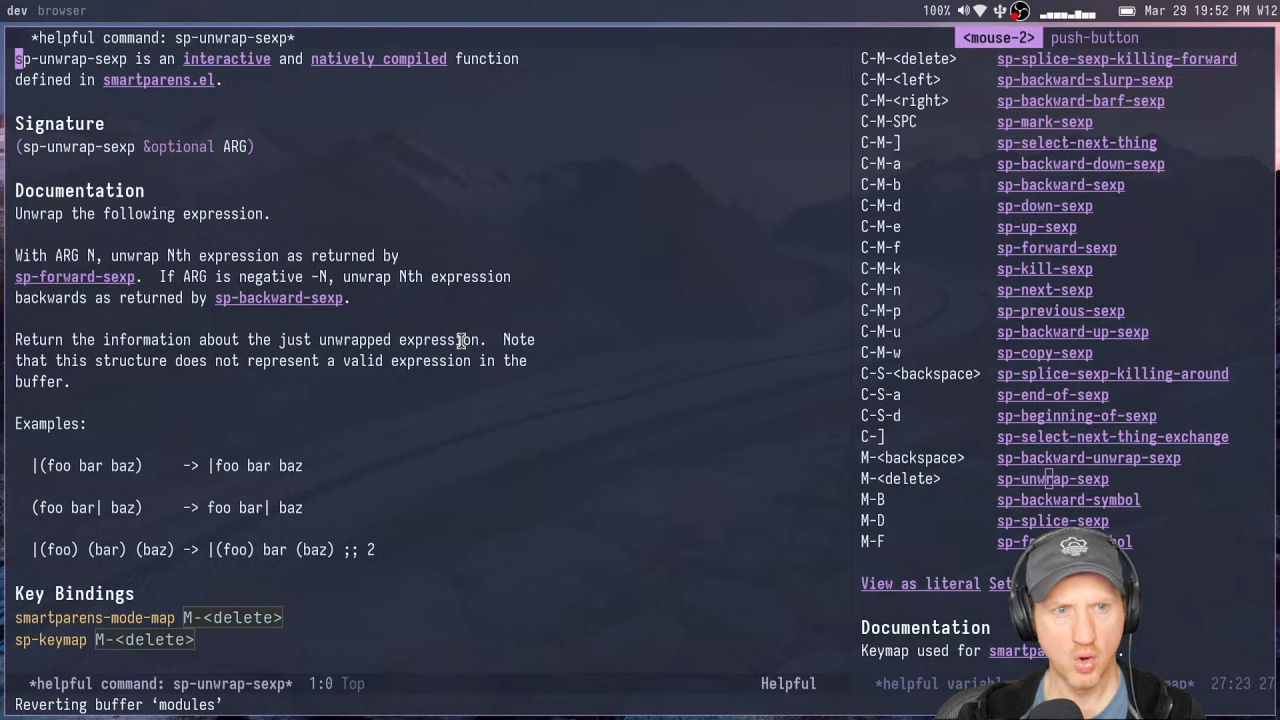 dev browser
100% Mar 29 19:52 W12
*helpful command: sp-unwrap-sexp*
sp-unwrap-sexp is an interactive and natively compiled function
defined in smartparens.el.
Signature
(sp-unwrap-sexp &optional ARG)
Documentation
Unwrap the following expression.
With ARG N, unwrap Nth expression as returned by
sp-forward-sexp.  If ARG is negative -N, unwrap Nth expression
backwards as returned by sp-backward-sexp.
Return the information about the just unwrapped expression.  Note
that this structure does not represent a valid expression in the
buffer.
Examples:
|(foo bar baz)     -> |foo bar baz
(foo bar| baz)     -> foo bar| baz
|(foo) (bar) (baz) -> |(foo) bar (baz) ;; 2
Key Bindings
smartparens-mode-map M-<delete>
sp-keymap M-<delete>
*helpful command: sp-unwrap-sexp* 1:0 Top Helpful
Reverting buffer ‘modules’
<mouse-2> push-button
C-M-<delete> sp-splice-sexp-killing-forward
C-M-<left> sp-backward-slurp-sexp
C-M-<right> sp-backward-barf-sexp
C-M-SPC sp-mark-sexp
C-M-] sp-select-next-thing
C-M-a sp-backward-down-sexp
C-M-b sp-backward-sexp
C-M-d sp-down-sexp
C-M-e sp-up-sexp
C-M-f sp-forward-sexp
C-M-k sp-kill-sexp
C-M-n sp-next-sexp
C-M-p sp-previous-sexp
C-M-u sp-backward-up-sexp
C-M-w sp-copy-sexp
C-S-<backspace> sp-splice-sexp-killing-around
C-S-a sp-end-of-sexp
C-S-d sp-beginning-of-sexp
C-] sp-select-next-thing-exchange
M-<backspace> sp-backward-unwrap-sexp
M-<delete> sp-unwrap-sexp
M-B sp-backward-symbol
M-D sp-splice-sexp
M-F
View as literal
Documentation
Keymap used for
*helpful 27:23 27